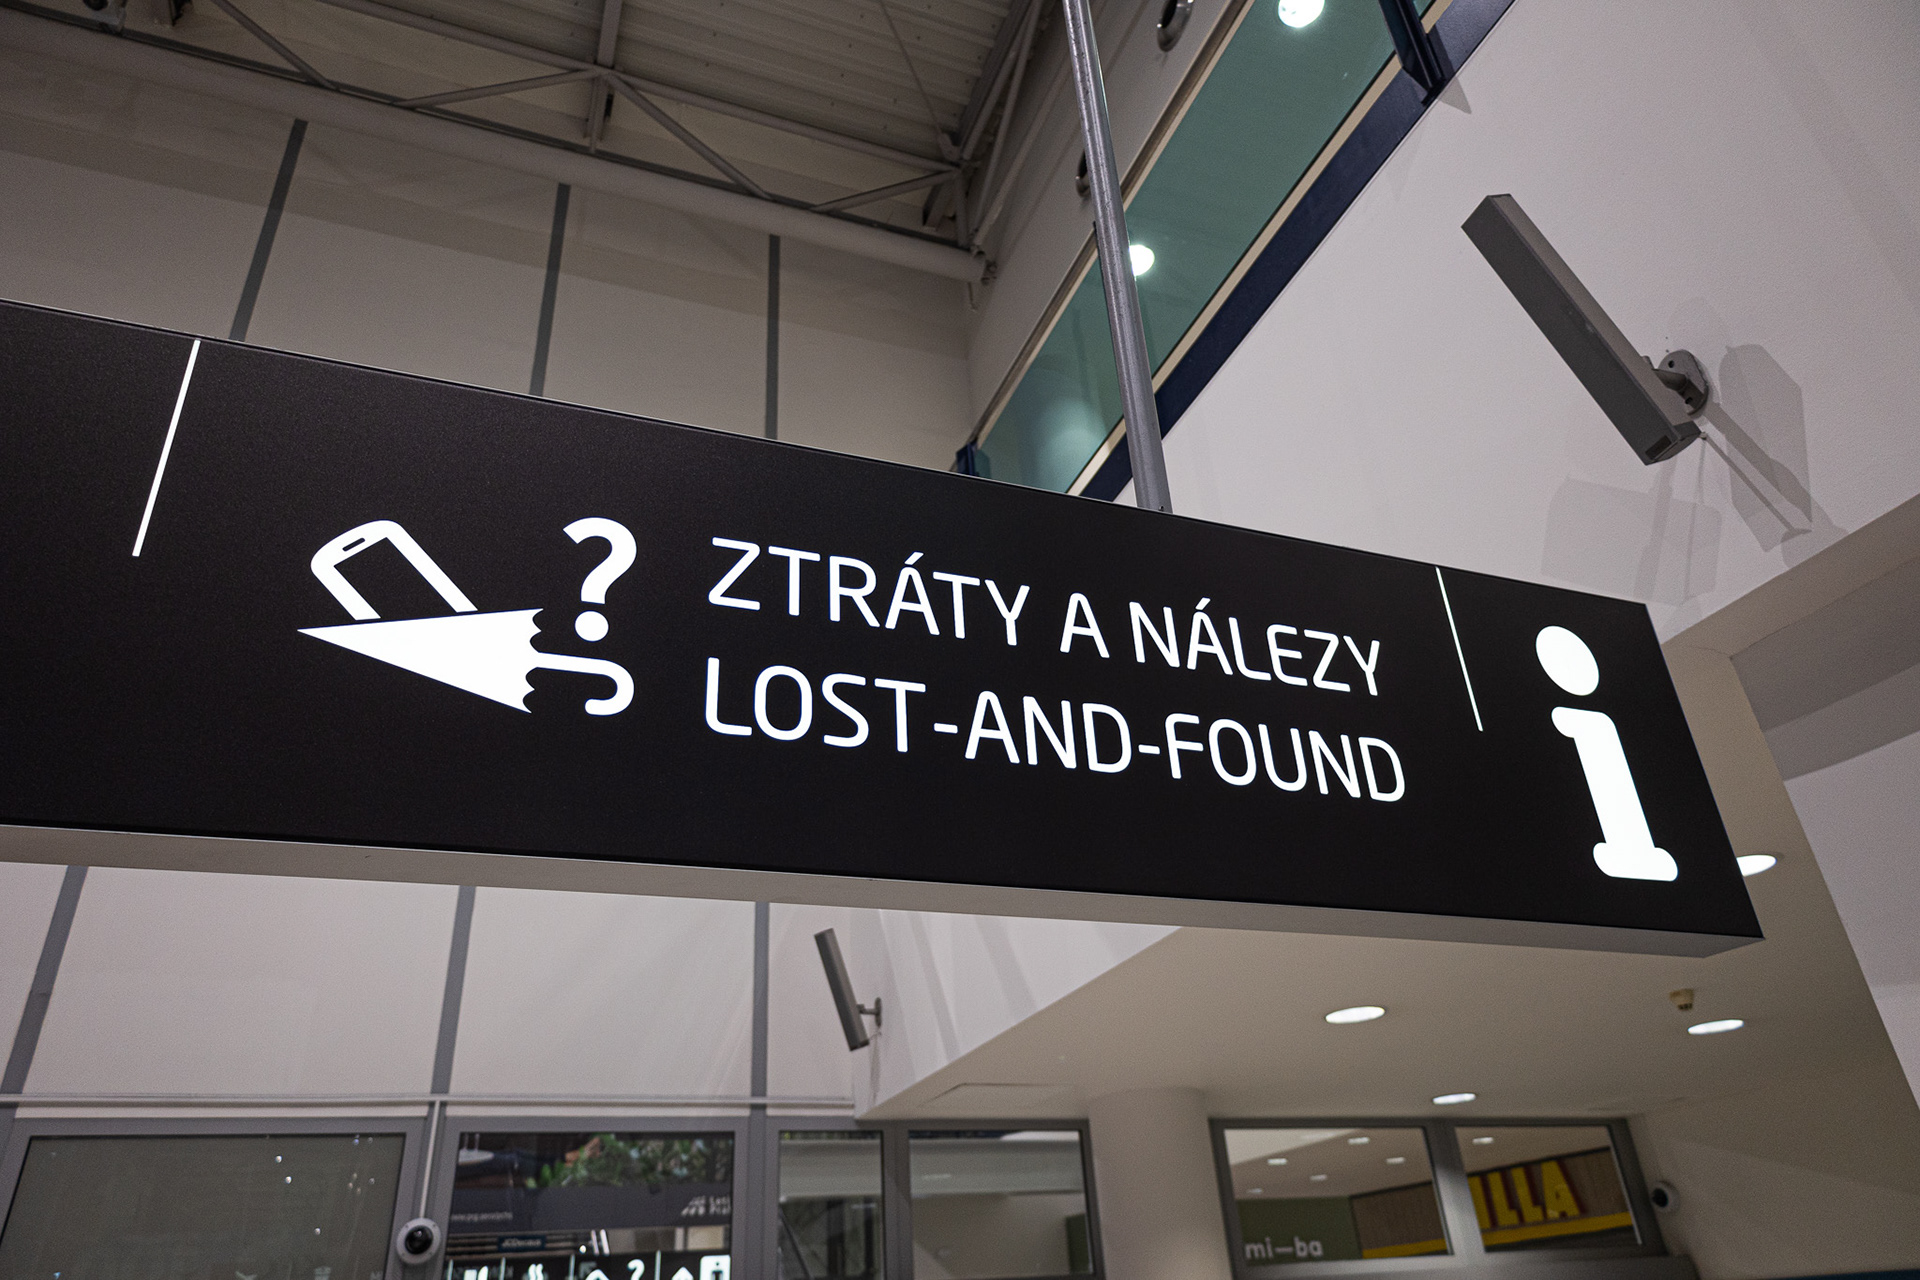 ZTRÁTY A NÁLEZY
LOST-AND-FOUND
mi–ba